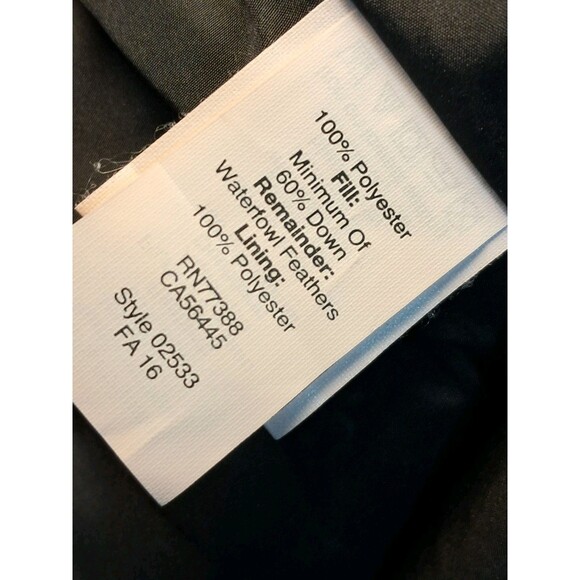 100% Polyester
Fill:
Minimum Of
60% Down
Remainder:
Waterfowl Feathers
Lining:
100% Polyester
RN77388
CA56445
Style 02533
FA 16